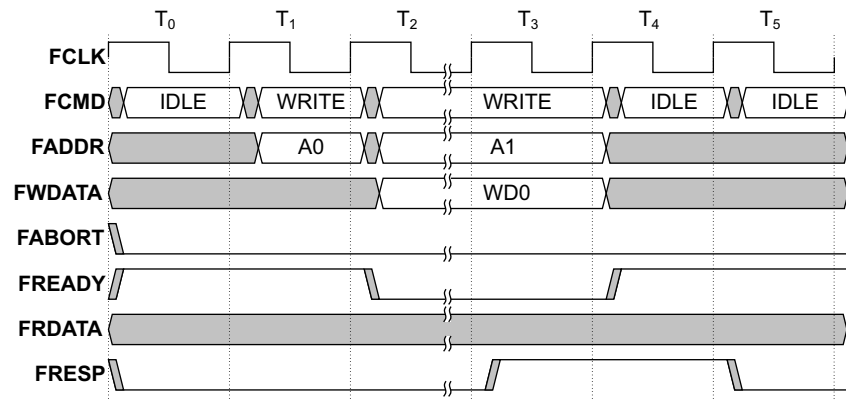 T0 T1 T2 T3 T4 T5
FCLK
FCMD IDLE WRITE WRITE IDLE IDLE
FADDR A0 A1
FWDATA WD0
FABORT
FREADY
FRDATA
FRESP